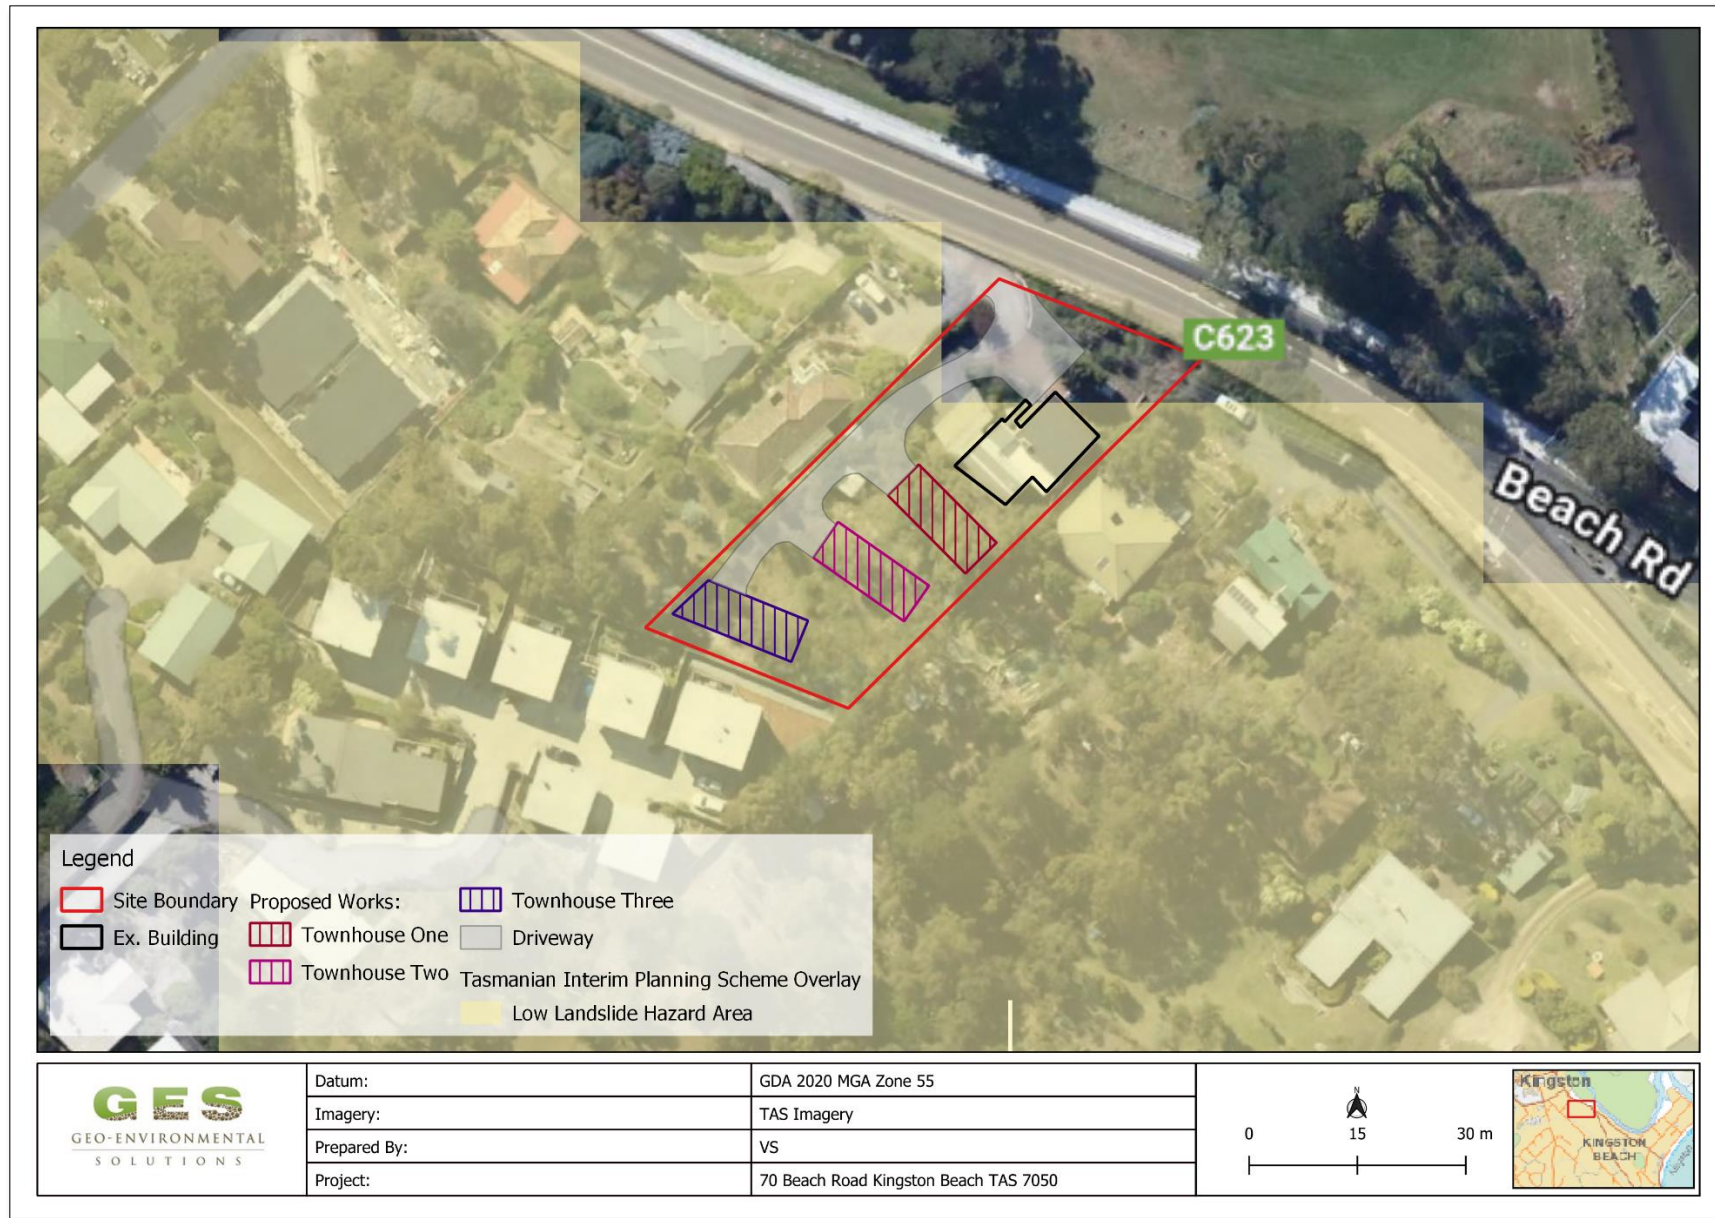 C623
Beach Rd
Legend
Site Boundary
Ex. Building
Proposed Works:
Townhouse One
Townhouse Two
Townhouse Three
Driveway
Tasmanian Interim Planning Scheme Overlay
Low Landslide Hazard Area
GES
GEO-ENVIRONMENTAL
SOLUTIONS
Datum: GDA 2020 MGA Zone 55
Imagery: TAS Imagery
Prepared By: VS
Project: 70 Beach Road Kingston Beach TAS 7050
N
0 15 30 m
Kingston
KINGSTON
BEACH